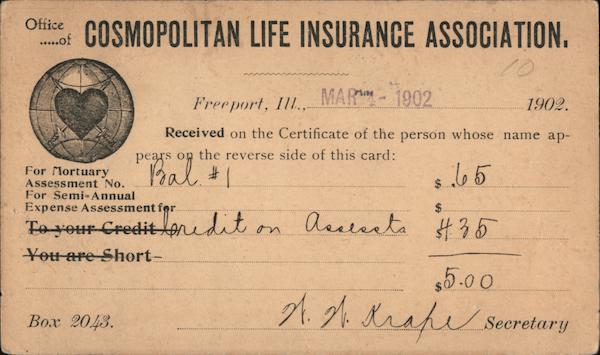 Office
.....of COSMOPOLITAN LIFE INSURANCE ASSOCIATION.
10
Freeport, Ill., MAR 4- 1902 1902.
Received on the Certificate of the person whose name ap-
pears on the reverse side of this card:
For Mortuary
Assessment No. Bal. #1 $ .65
For Semi-Annual
Expense Assessment for $
To your Credit Credit on Assessts $4.35
You are Short-
$5.00
Box 2043. W. W. Krape Secretary